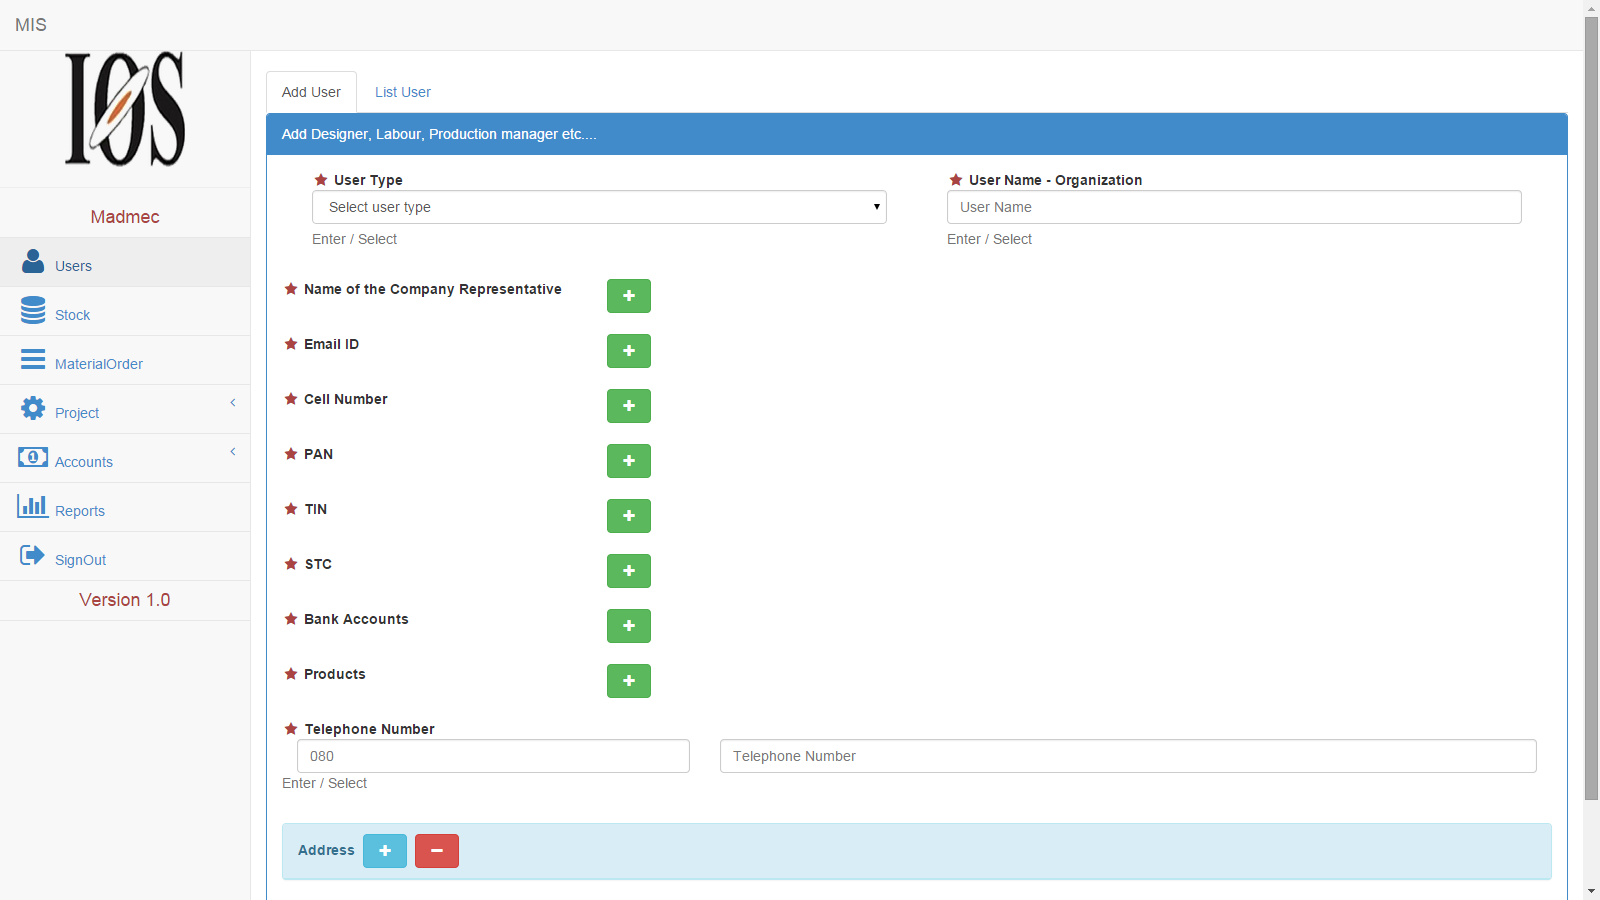 MIS
IOS
Madmec
Users
Stock
MaterialOrder
Project
Accounts
Reports
SignOut
Version 1.0
Add User
List User
Add Designer, Labour, Production manager etc....
User Type
Select user type
Enter / Select
User Name - Organization
User Name
Enter / Select
Name of the Company Representative
Email ID
Cell Number
PAN
TIN
STC
Bank Accounts
Products
Telephone Number
080
Telephone Number
Enter / Select
Address